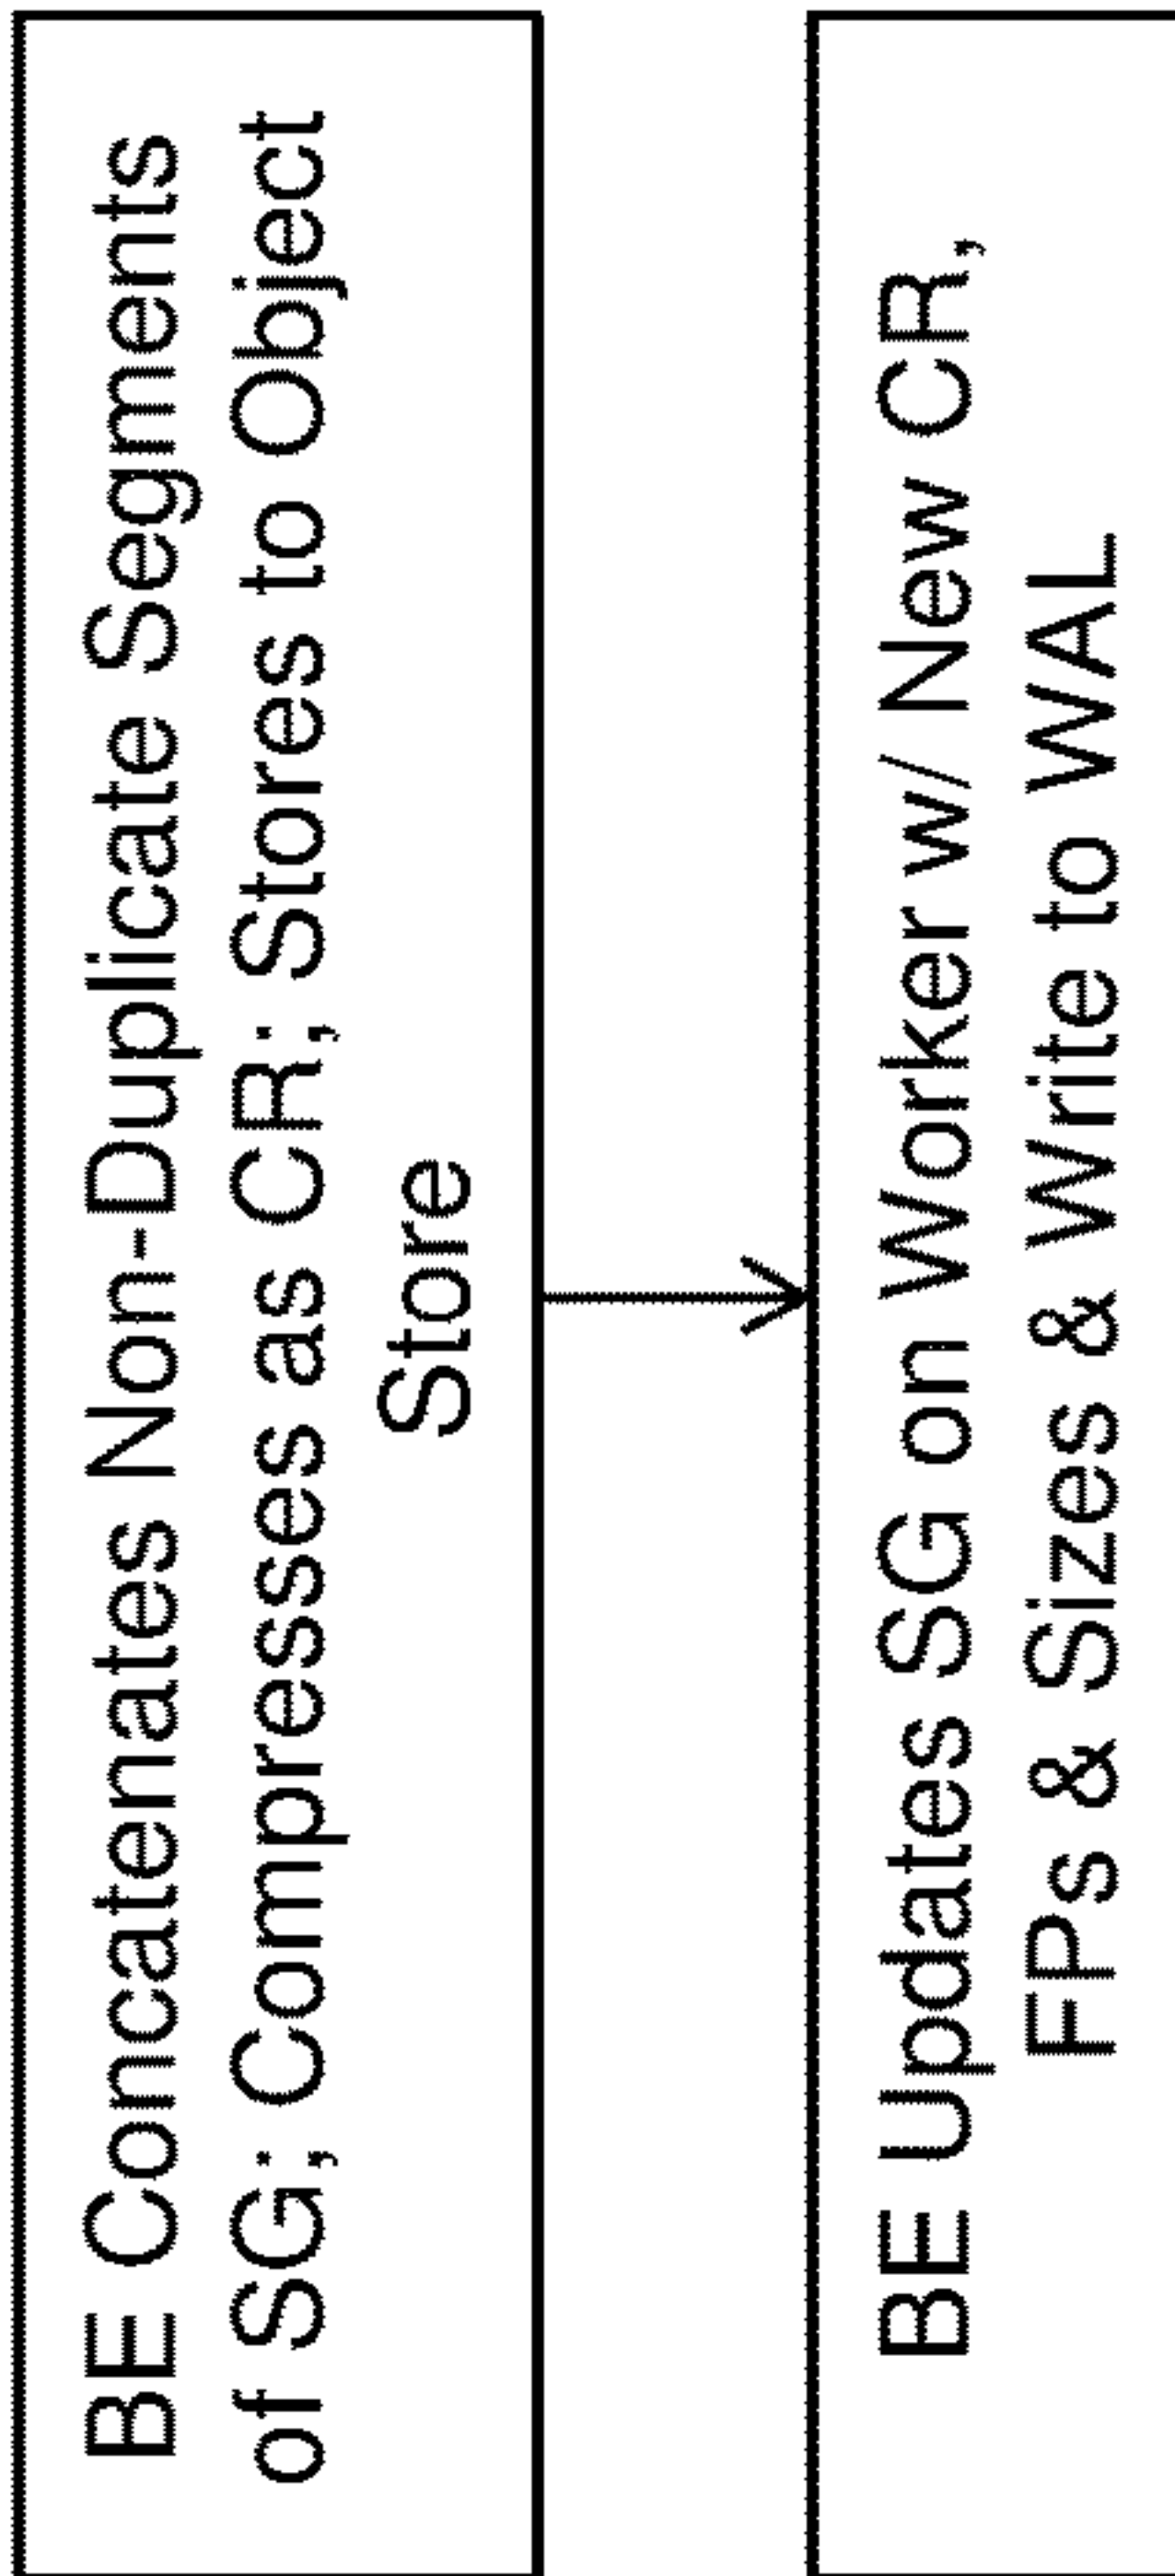 BE Concatenates Non-Duplicate Segments
of SG; Compresses as CR; Stores to Object
Store
BE Updates SG on Worker w/ New CR,
FPs & Sizes & Write to WAL